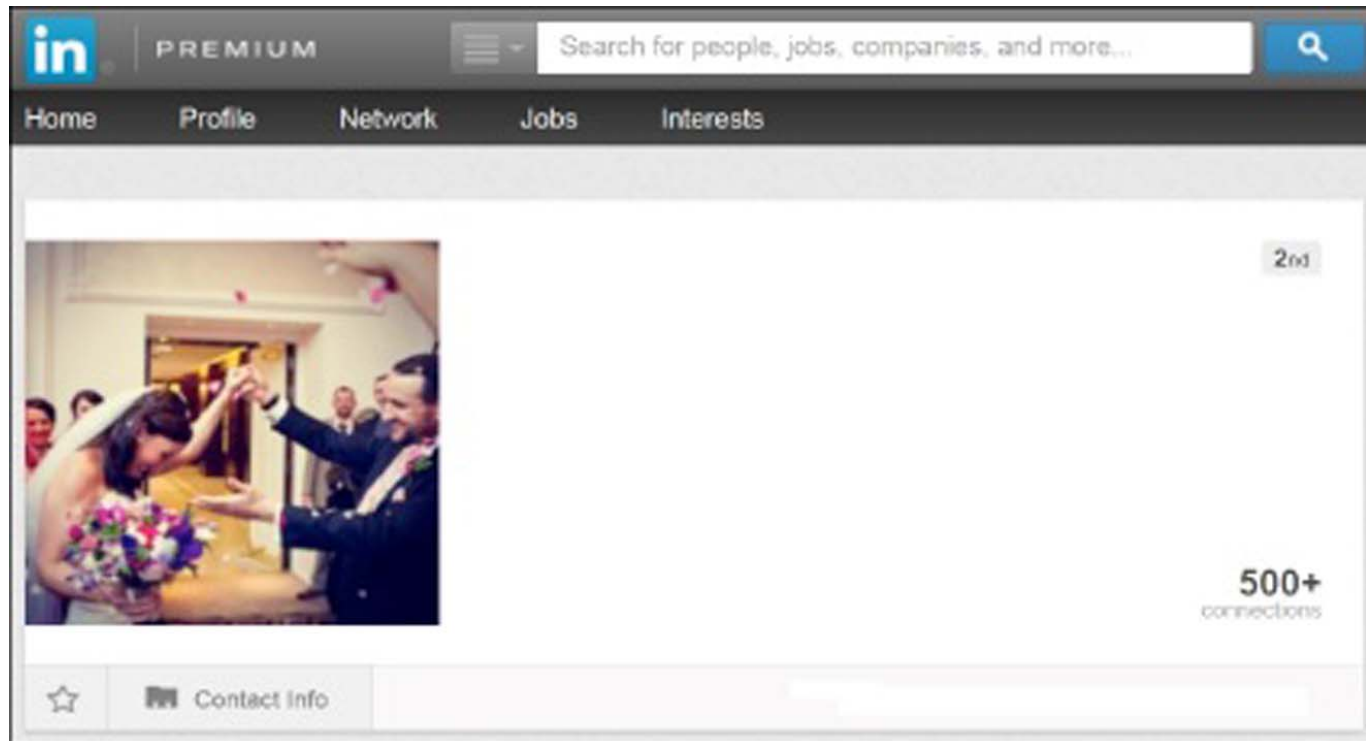 in PREMIUM Search for people, jobs, companies, and more...
Home Profile Network Jobs Interests
2nd
500+
connections
Contact Info